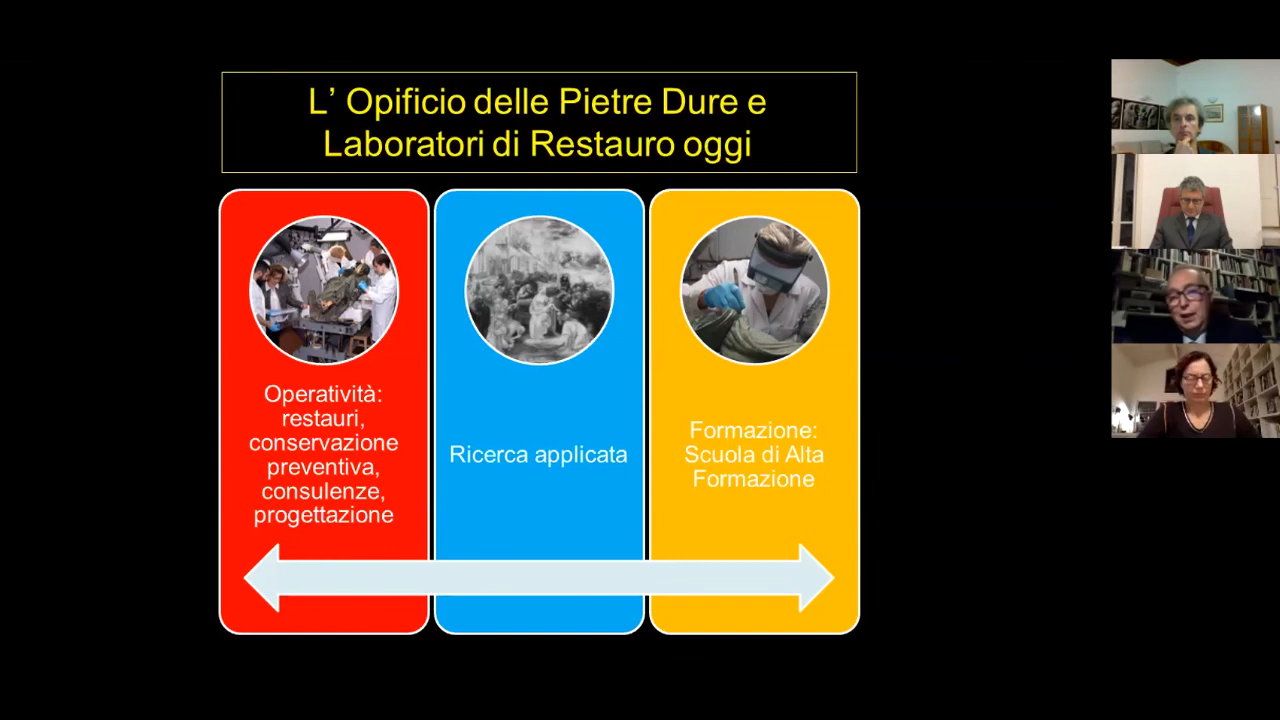 L’ Opificio delle Pietre Dure e
Laboratori di Restauro oggi
Operatività:
restauri,
conservazione
preventiva,
consulenze,
progettazione
Ricerca applicata
Formazione:
Scuola di Alta
Formazione